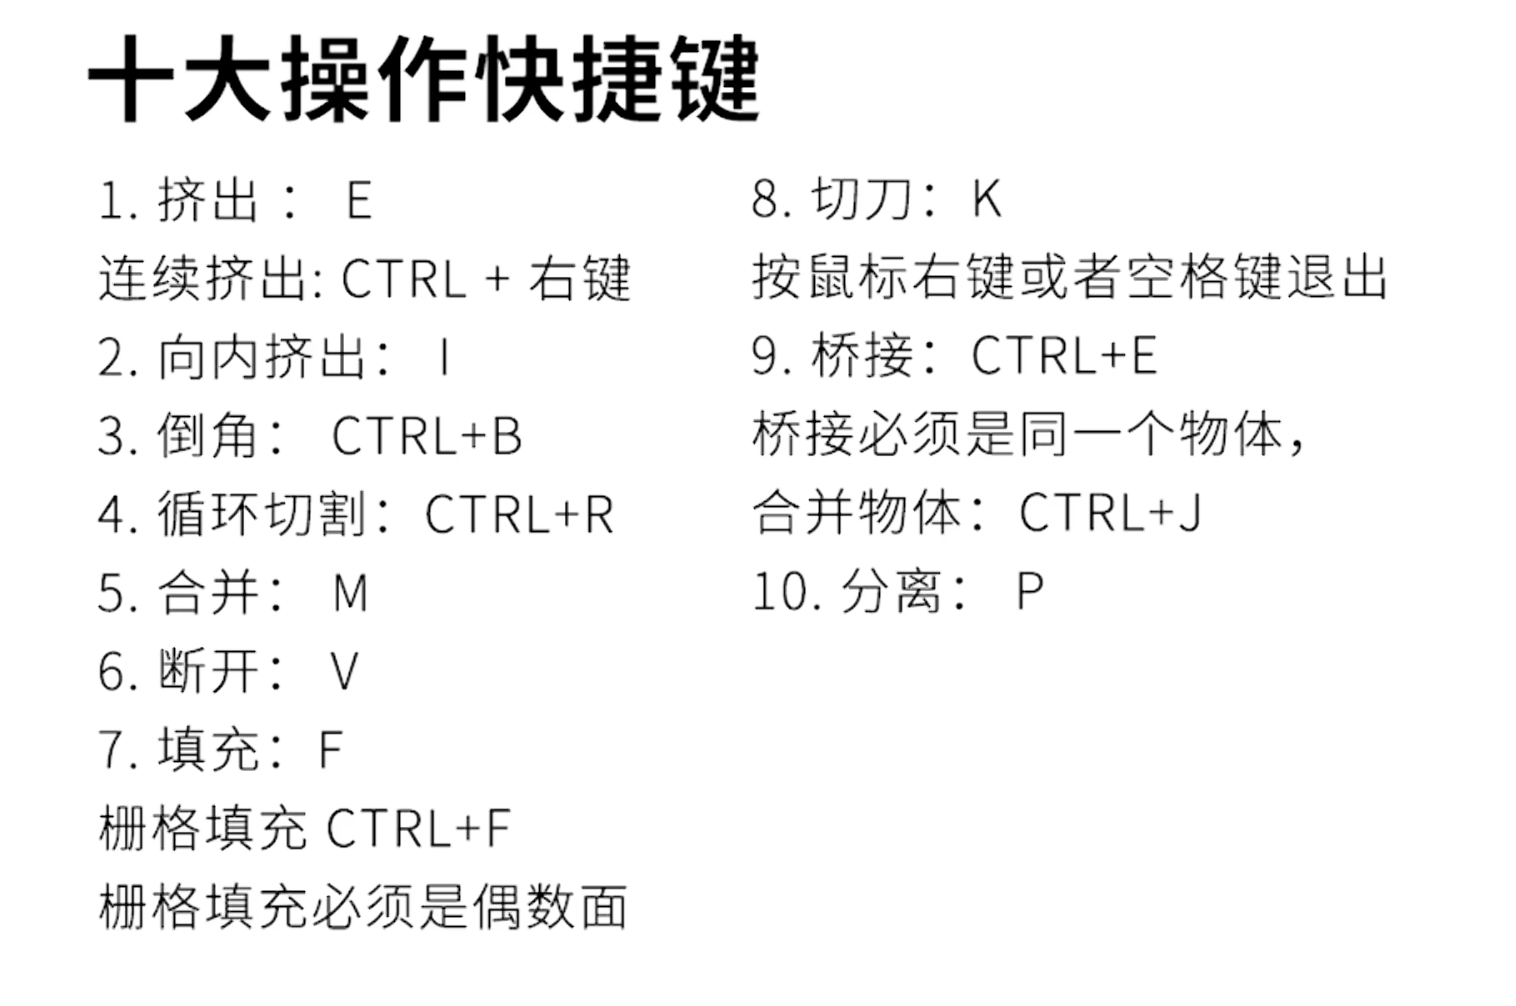 十大操作快捷键
1. 挤出 ： E
连续挤出: CTRL + 右键
2. 向内挤出： I
3. 倒角： CTRL+B
4. 循环切割：CTRL+R
5. 合并： M
6. 断开： V
7. 填充：F
栅格填充 CTRL+F
栅格填充必须是偶数面
8. 切刀：K
按鼠标右键或者空格键退出
9. 桥接：CTRL+E
桥接必须是同一个物体，
合并物体：CTRL+J
10. 分离： P